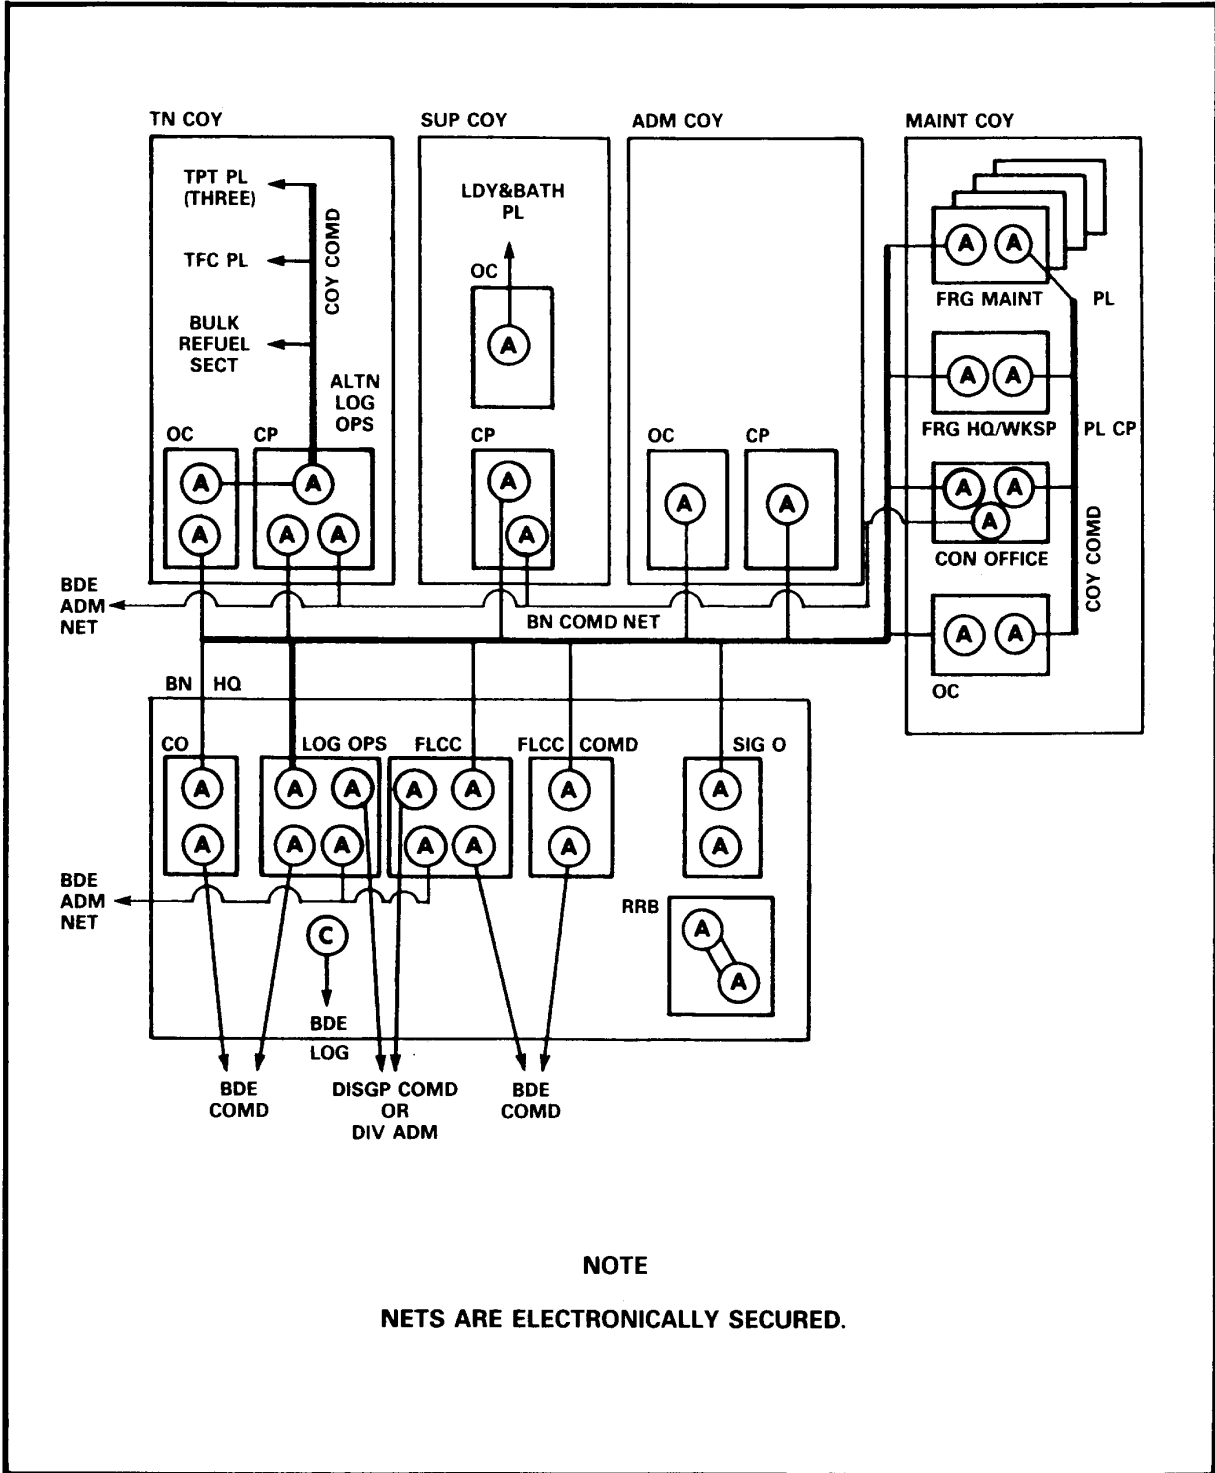 TN COY
SUP COY
ADM COY
MAINT COY
TPT PL
(THREE)
TFC PL
BULK
REFUEL
SECT
COY COMD
ALTN
LOG
OPS
OC
CP
A
A
A
A
A
LDY&BATH
PL
OC
A
CP
A
A
OC
CP
A
A
A
A
FRG MAINT
PL
A
A
FRG HQ/WKSP
PL CP
A
A
A
CON OFFICE
COY COMD
A
A
OC
BDE
ADM
NET
BN COMD NET
BN HQ
CO
LOG OPS
FLCC
FLCC COMD
SIG O
A
A
A
A
A
A
A
A
A
A
A
A
A
A
BDE
ADM
NET
C
RRB
A
A
BDE
LOG
BDE
COMD
DISGP COMD
OR
DIV ADM
BDE
COMD
NOTE
NETS ARE ELECTRONICALLY SECURED.